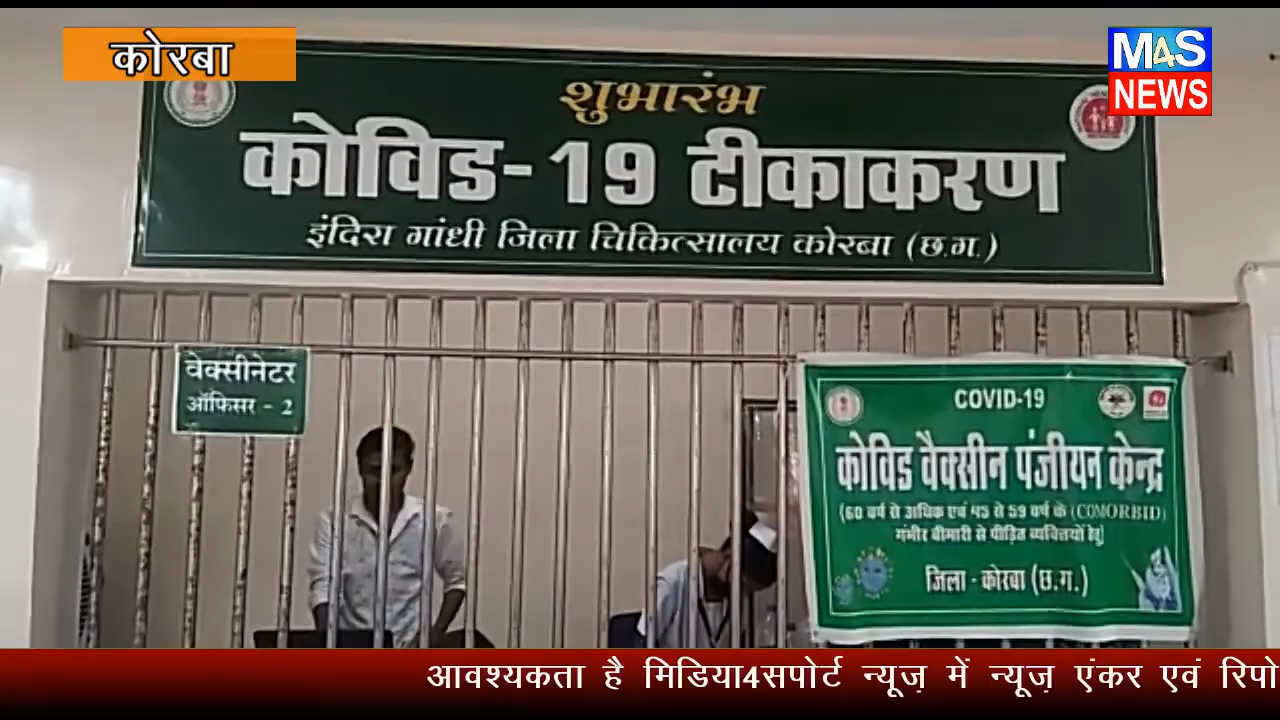 कोरबा
M4S
NEWS
शुभारंभ
कोविड-19 टीकाकरण
इंदिरा गांधी जिला चिकित्सालय कोरबा (छ.ग.)
वेक्सीनेटर
ऑफिसर - 2
COVID-19
कोविड वैक्सीन पंजीयन केन्द्र
(60 वर्ष से अधिक एवं 45 से 59 वर्ष के (COMORBID)
गंभीर बीमारी से पीड़ित व्यक्तियों हेतु)
जिला - कोरबा (छ.ग.)
आवश्यकता है मिडिया4सपोर्ट न्यूज़ में न्यूज़ एंकर एवं रिपो